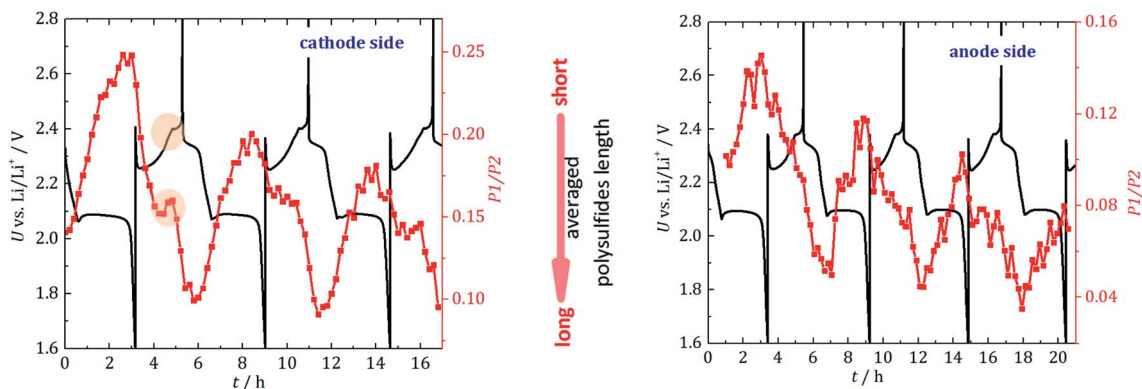 2.8
2.6
2.4
2.2
2.0
1.8
1.6
U vs. Li/Li⁺ / V
cathode side
0.25
0.20
0.15
0.10
P1/P2
0 2 4 6 8 10 12 14 16
t / h
short
averaged
polysulfides length
long
2.8
2.6
2.4
2.2
2.0
1.8
1.6
U vs. Li/Li⁺ / V
anode side
0.16
0.12
0.08
0.04
P1/P2
0 2 4 6 8 10 12 14 16 18 20
t / h